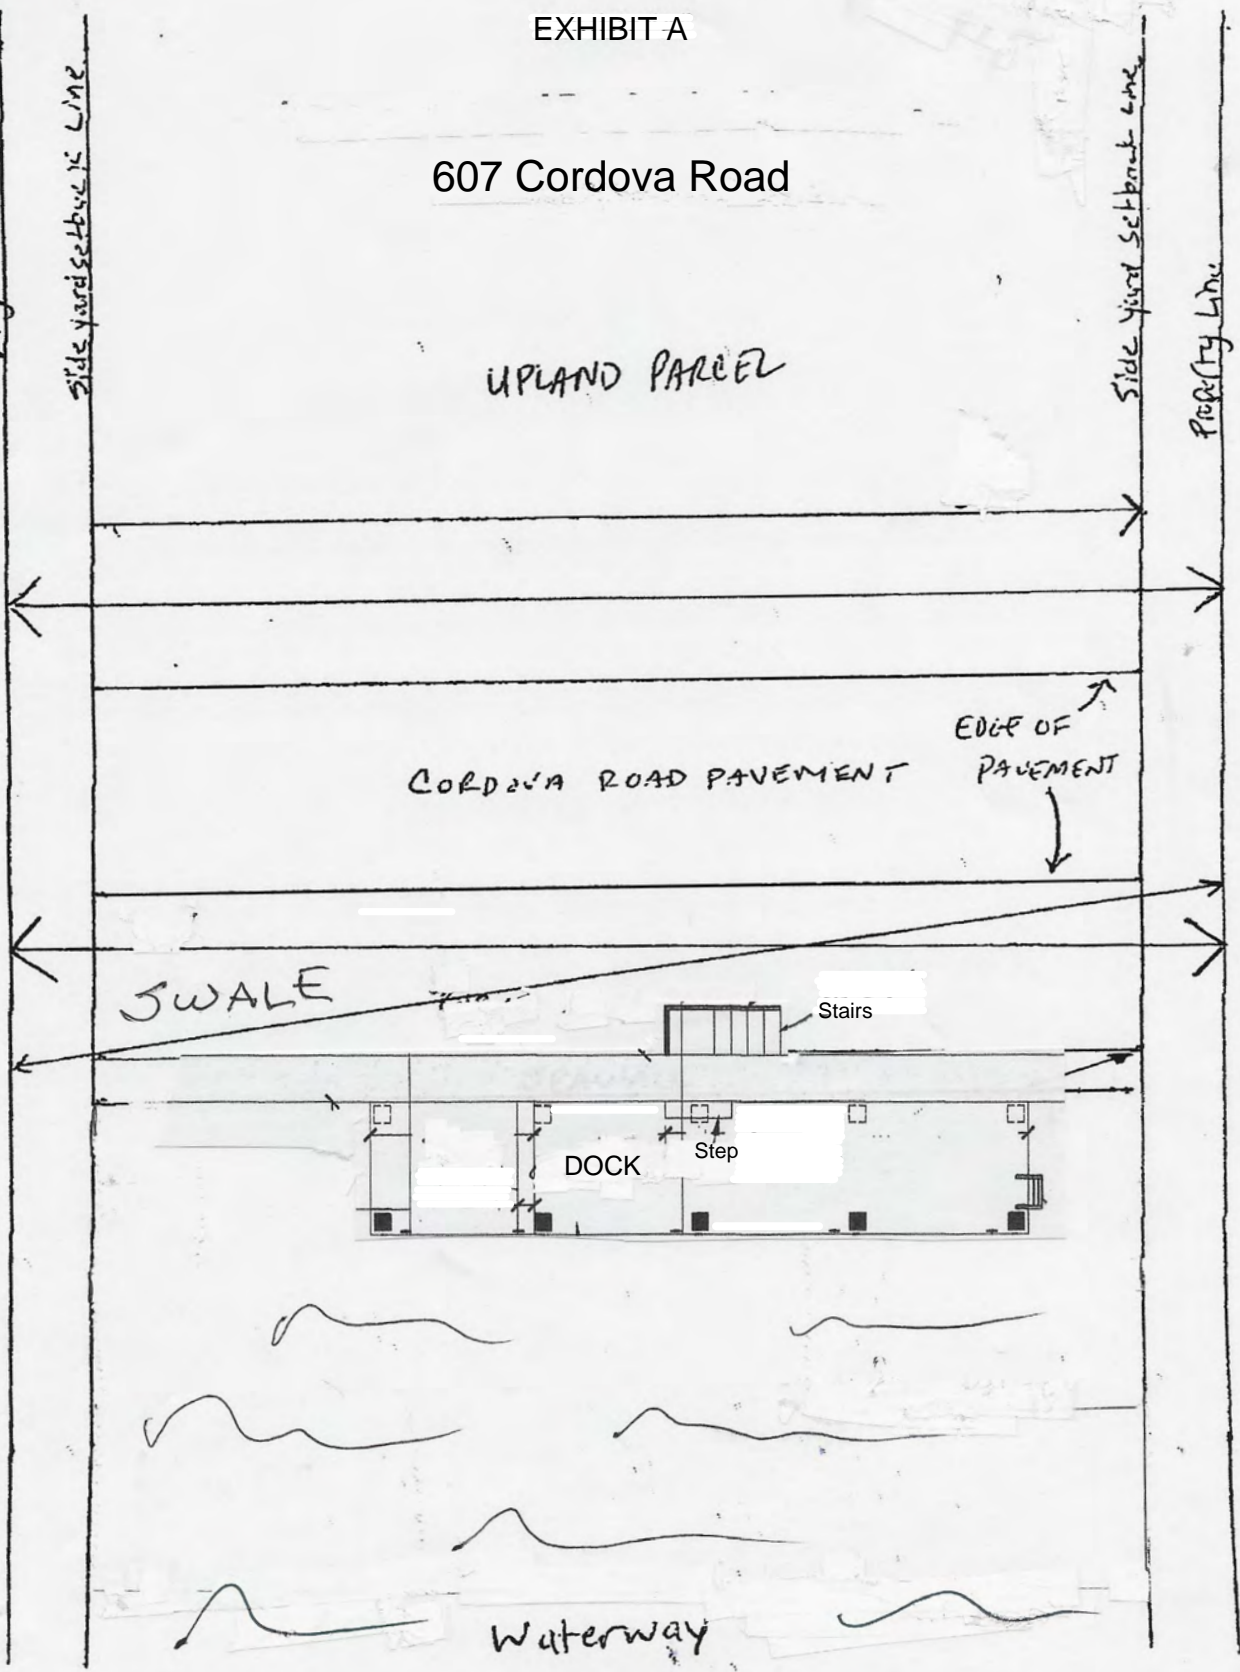 EXHIBIT A
607 Cordova Road
Side yard setback Line
Side yard setback Line
Property Line
UPLAND PARCEL
EDGE OF
PAVEMENT
CORDOVA ROAD PAVEMENT
SWALE
Stairs
Step
DOCK
Waterway